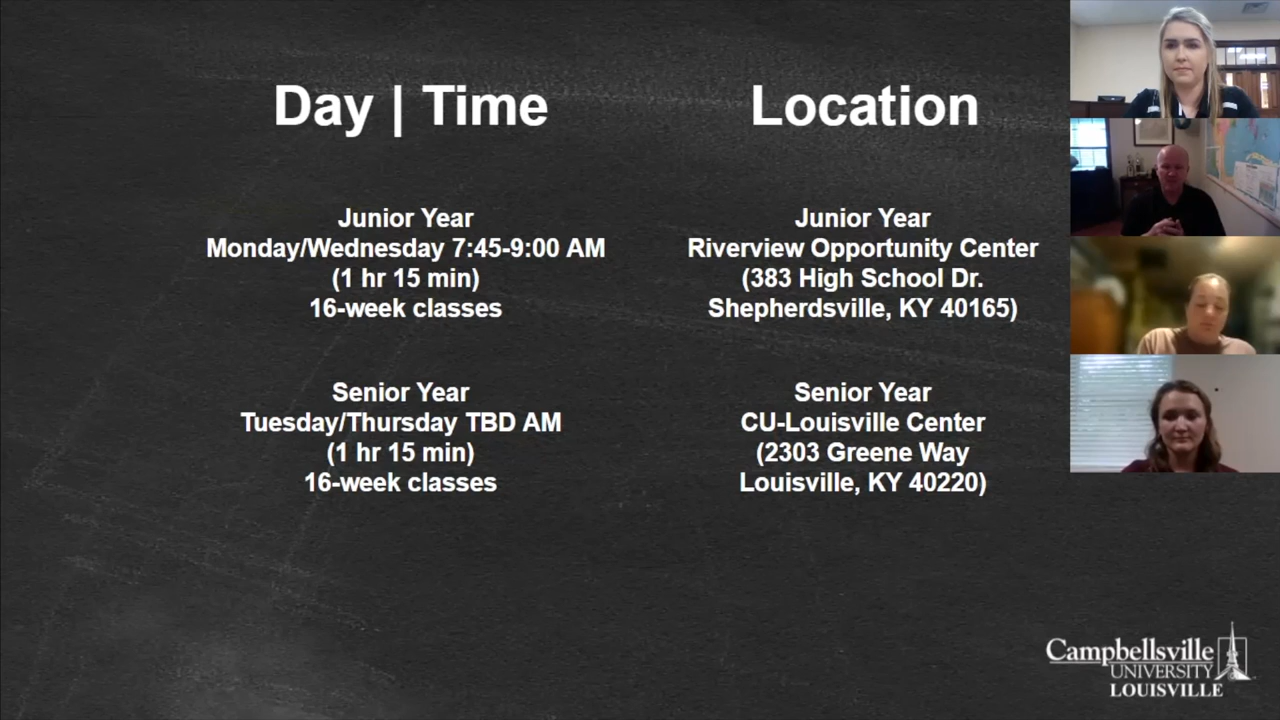 Day | Time
Location
Junior Year
Monday/Wednesday 7:45-9:00 AM
(1 hr 15 min)
16-week classes
Junior Year
Riverview Opportunity Center
(383 High School Dr.
Shepherdsville, KY 40165)
Senior Year
Tuesday/Thursday TBD AM
(1 hr 15 min)
16-week classes
Senior Year
CU-Louisville Center
(2303 Greene Way
Louisville, KY 40220)
Campbellsville
UNIVERSITY
LOUISVILLE